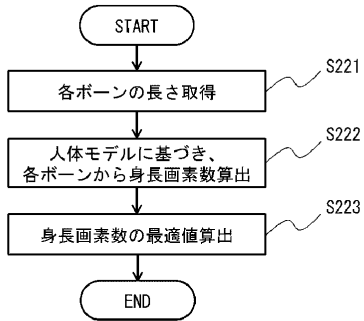 START
各ボーンの長さ取得
S221
人体モデルに基づき、
各ボーンから身長画素数算出
S222
身長画素数の最適値算出
S223
END